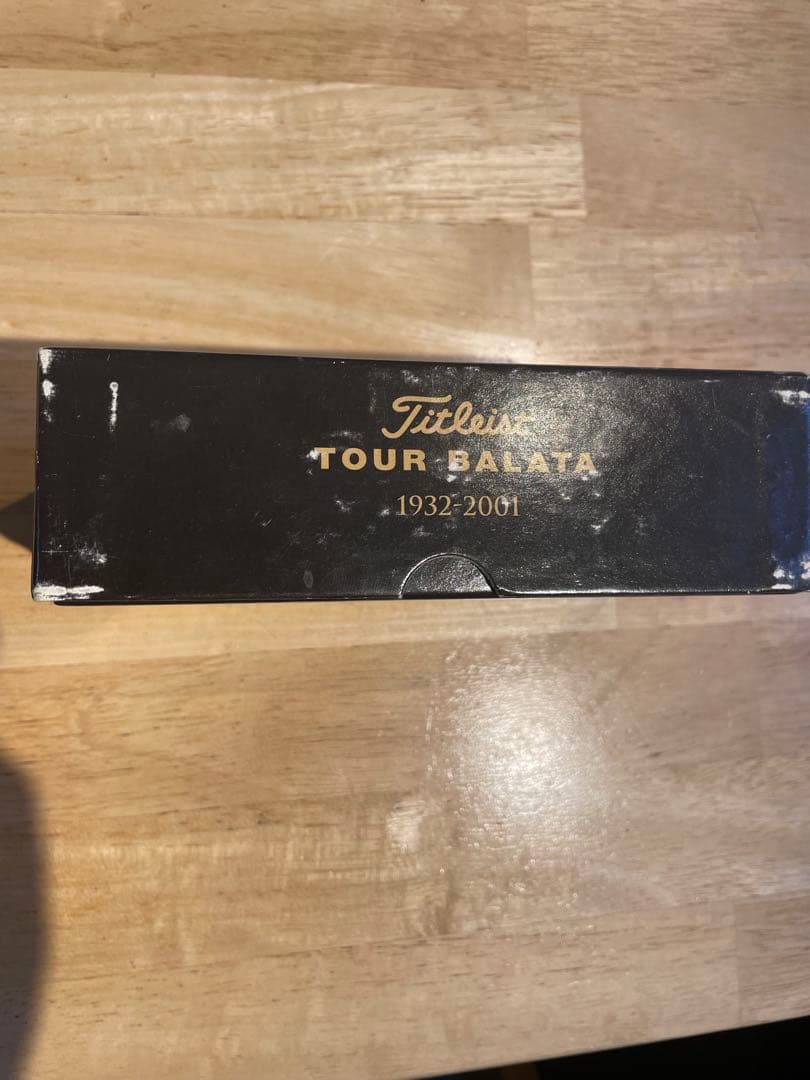 Titleist
TOUR BALATA
1932-2001